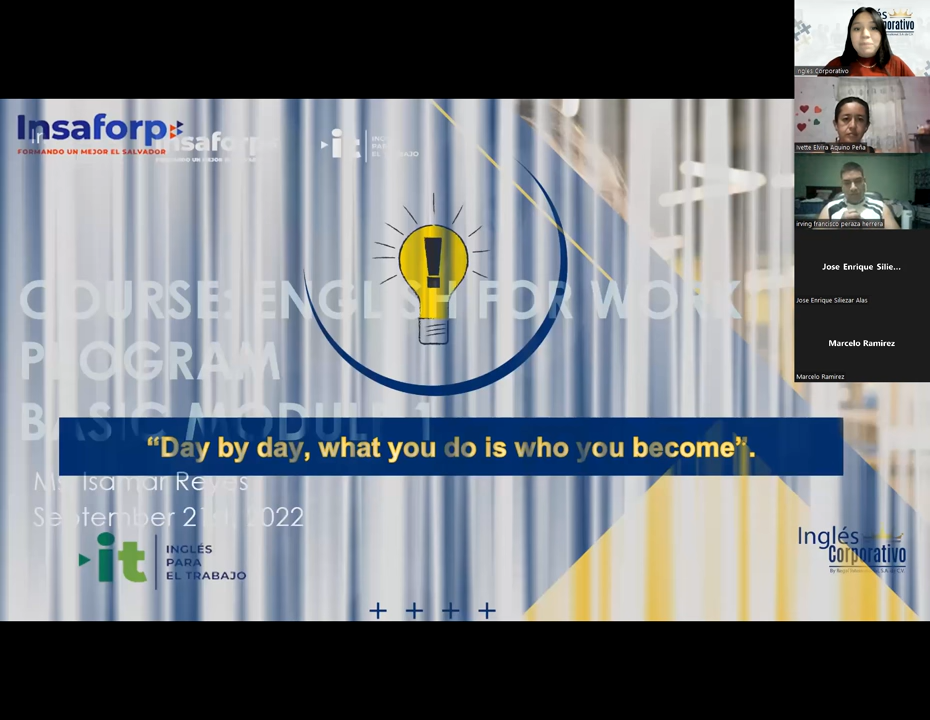 Insaforp
FORMANDO UN MEJOR EL SALVADOR
insaforp
it
INGLÉS
PARA
EL TRABAJO
COURSE: ENGLISH FOR WORK
PROGRAM
BASIC MODULE 1
“Day by day, what you do is who you become”.
Ms. Isamar Reyes
September 21st, 2022
it
INGLÉS
PARA
EL TRABAJO
Inglés
Corporativo
Inglés
Corporativo
Ingles Corporativo
Ivette Elvira Aquino Peña
irving francisco peraza herrera
Jose Enrique Silie...
Jose Enrique Siliezar Alas
Marcelo Ramirez
Marcelo Ramirez